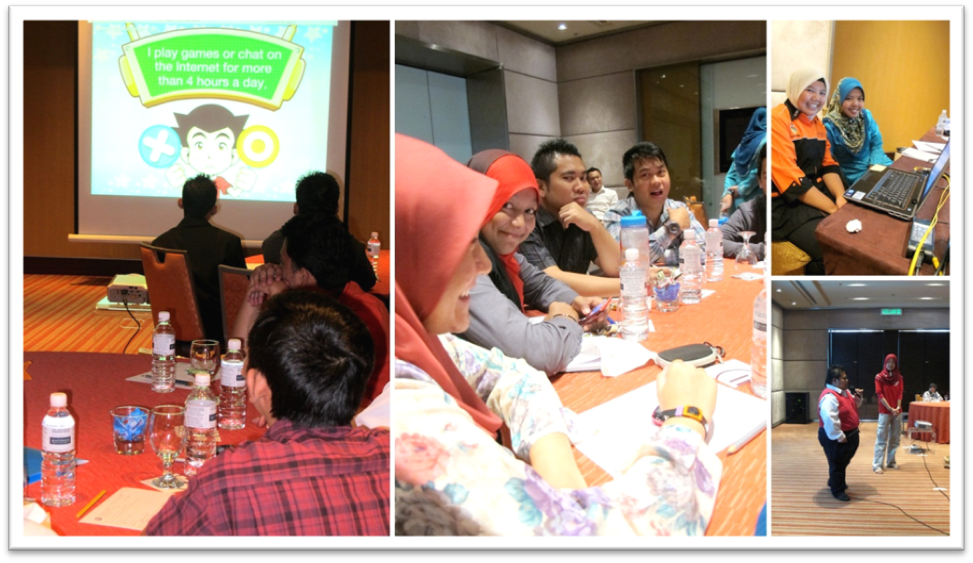 I play games or chat on
the Internet for more
than 4 hours a day.